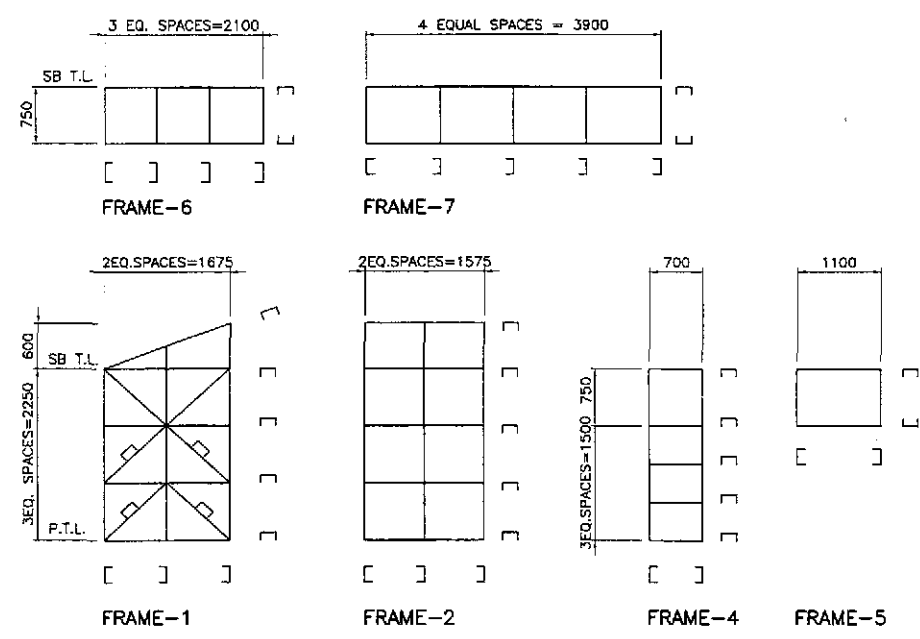 3 EQ. SPACES=2100
4 EQUAL SPACES = 3900
SB T.L.
750
FRAME-6
FRAME-7
2EQ.SPACES=1675
2EQ.SPACES=1575
700
1100
600
SB T.L.
3EQ. SPACES=2250
P.T.L.
750
3EQ.SPACES=1500
FRAME-1
FRAME-2
FRAME-4
FRAME-5